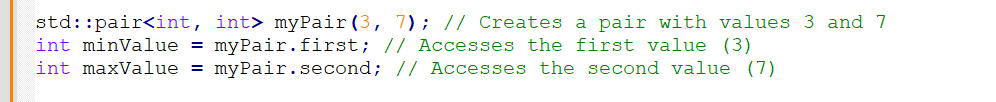 std::pair<int, int> myPair(3, 7); // Creates a pair with values 3 and 7
int minValue = myPair.first; // Accesses the first value (3)
int maxValue = myPair.second; // Accesses the second value (7)